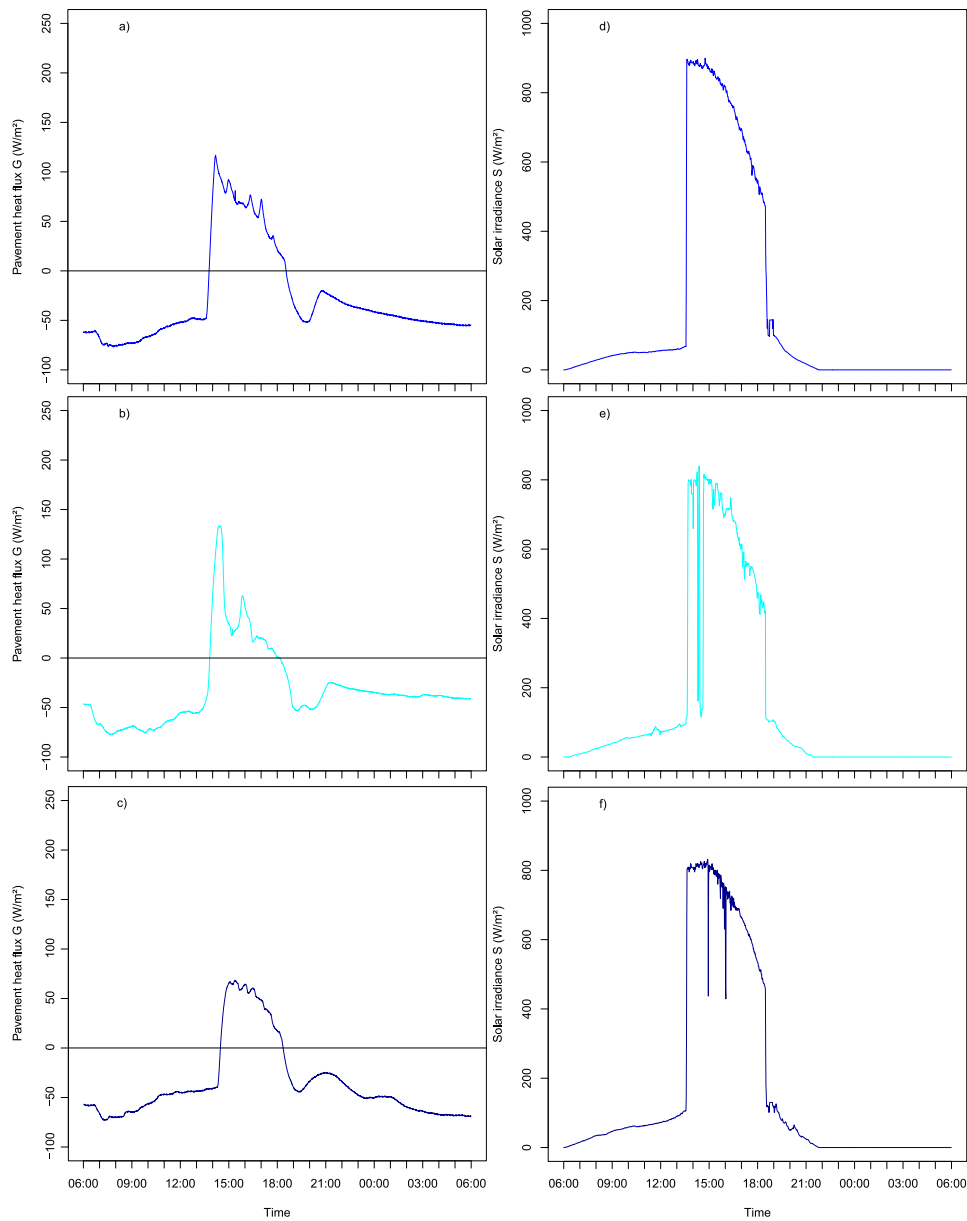 a)
Pavement heat flux G (W/m²)
250
200
150
100
50
0
−50
−100
d)
Solar irradiance S (W/m²)
1000
800
600
400
200
0
b)
Pavement heat flux G (W/m²)
250
200
150
100
50
0
−50
−100
e)
Solar irradiance S (W/m²)
1000
800
600
400
200
0
c)
Pavement heat flux G (W/m²)
250
200
150
100
50
0
−50
−100
06:00 09:00 12:00 15:00 18:00 21:00 00:00 03:00 06:00
Time
f)
Solar irradiance S (W/m²)
1000
800
600
400
200
0
06:00 09:00 12:00 15:00 18:00 21:00 00:00 03:00 06:00
Time